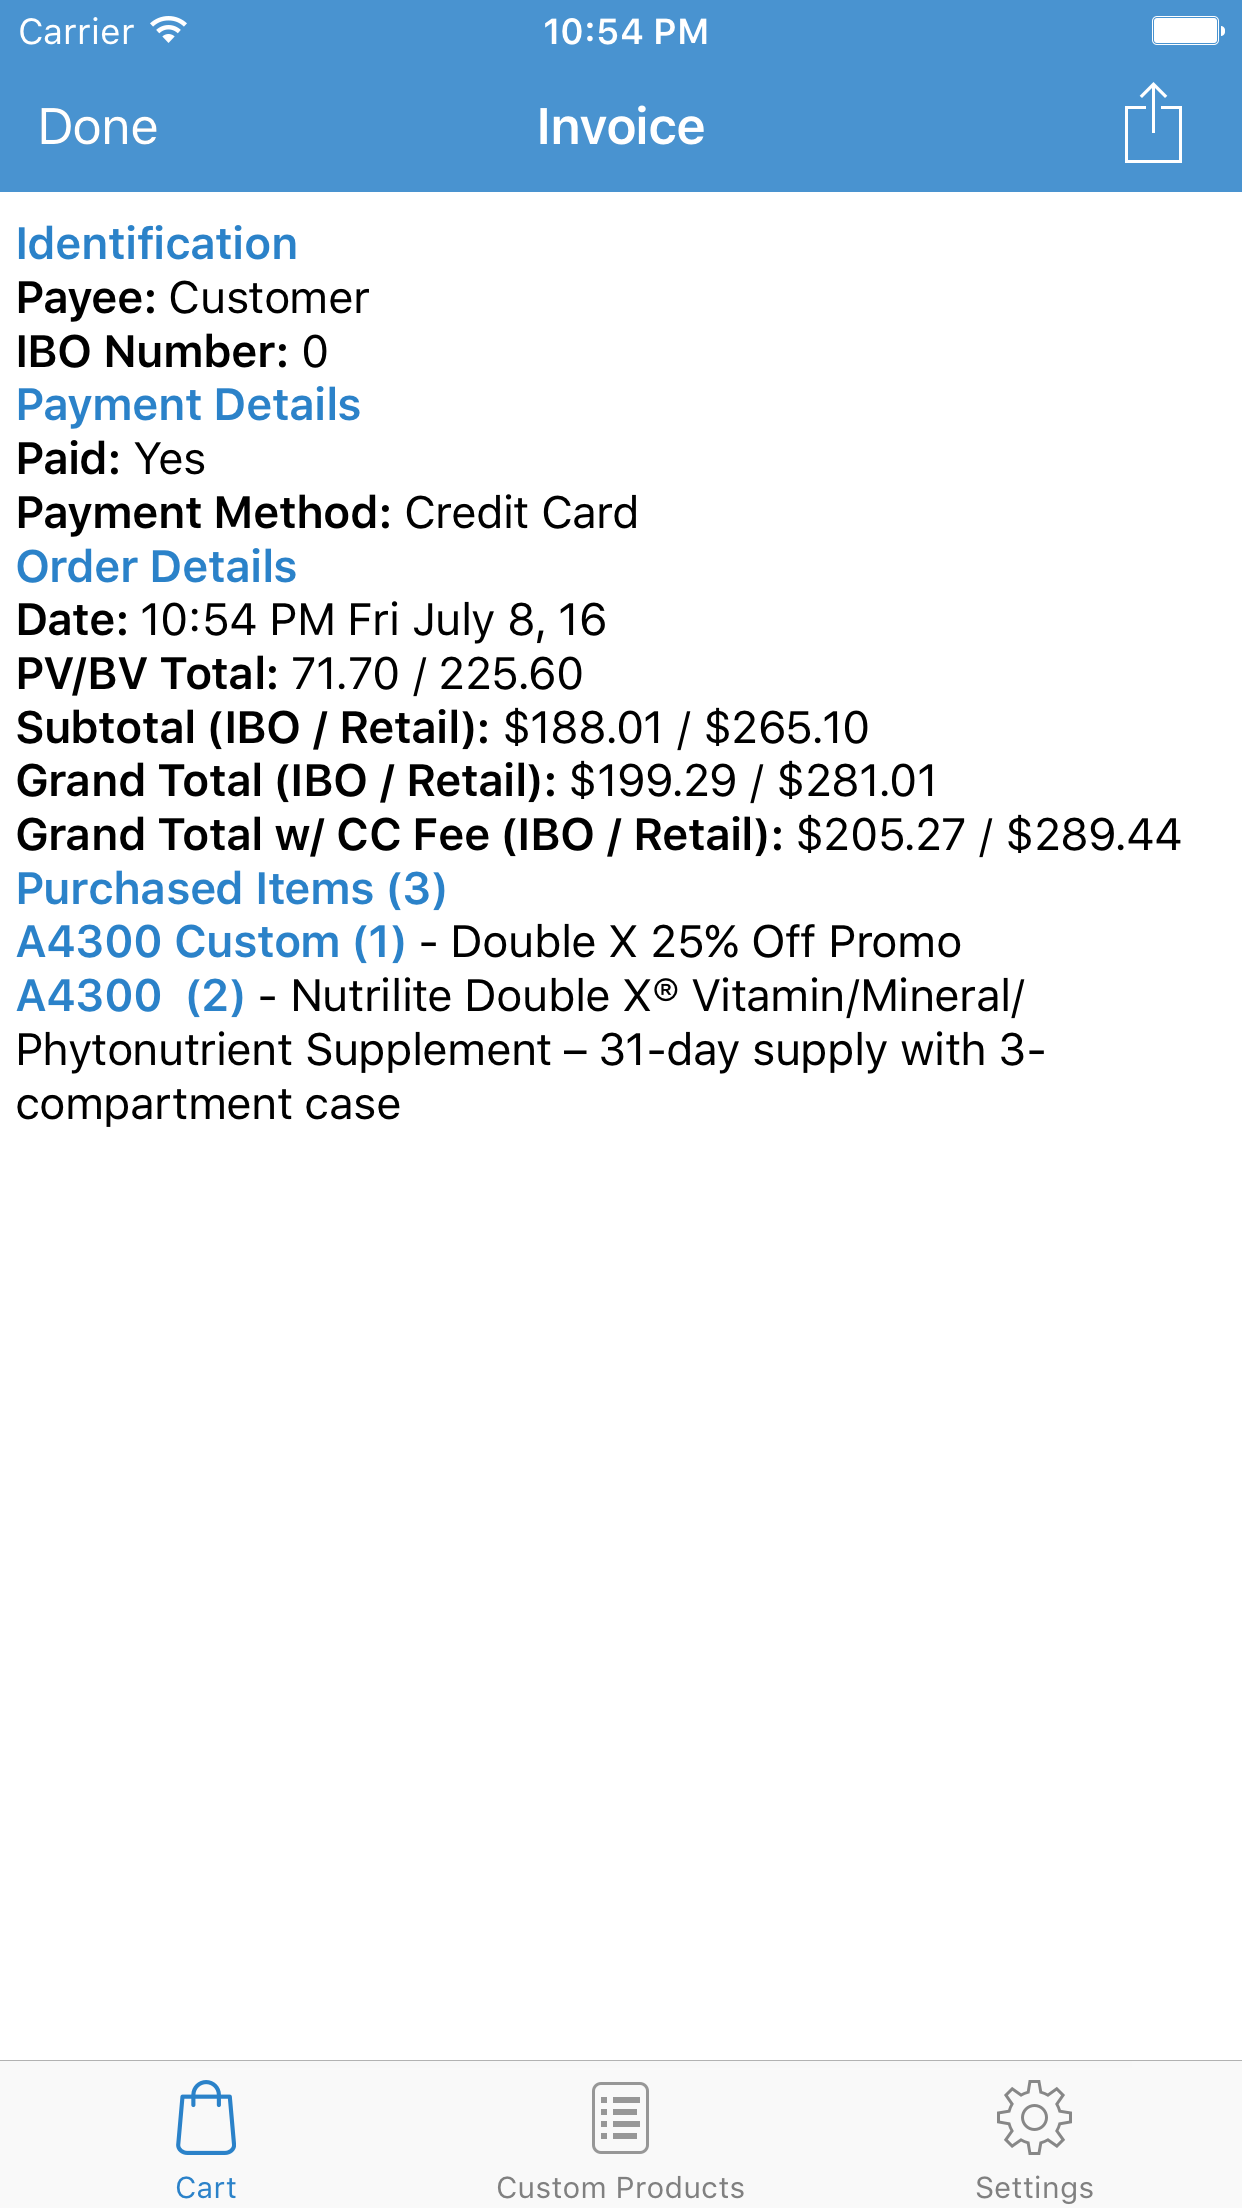 Carrier 10:54 PM
Done Invoice
Identification
Payee: Customer
IBO Number: 0
Payment Details
Paid: Yes
Payment Method: Credit Card
Order Details
Date: 10:54 PM Fri July 8, 16
PV/BV Total: 71.70 / 225.60
Subtotal (IBO / Retail): $188.01 / $265.10
Grand Total (IBO / Retail): $199.29 / $281.01
Grand Total w/ CC Fee (IBO / Retail): $205.27 / $289.44
Purchased Items (3)
A4300 Custom (1) - Double X 25% Off Promo
A4300  (2) - Nutrilite Double X® Vitamin/Mineral/
Phytonutrient Supplement – 31-day supply with 3-
compartment case
Cart Custom Products Settings